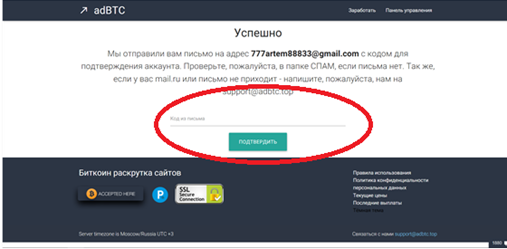 adBTC
Заработать Панель управления
Успешно
Мы отправили вам письмо на адрес 777artem88833@gmail.com с кодом для
подтверждения аккаунта. Проверьте, пожалуйста, в папке СПАМ, если письма нет. Так же,
если у вас mail.ru или письмо не приходит - напишите, пожалуйста, нам на
support@adbtc.top
Код из письма
ПОДТВЕРДИТЬ
Биткоин раскрутка сайтов
ACCEPTED HERE
P
SSL
Secure
Connection
Правила использования
Политика конфиденциальности
персональных данных
Текущие цены
Последние выплаты
Тёмная тема
Server timezone is Moscow/Russia UTC +3
Свяжаться с нами support@adbtc.top